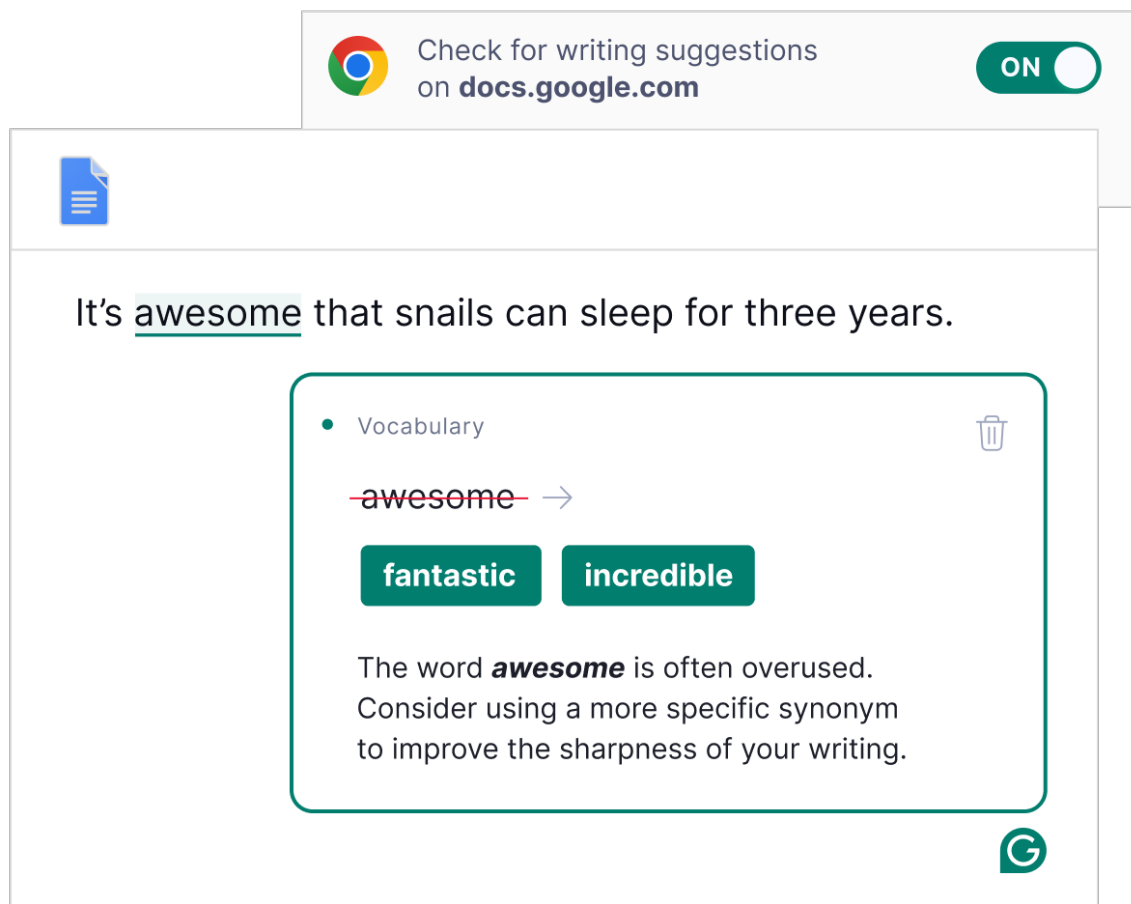 Check for writing suggestions
on docs.google.com
ON
It’s awesome that snails can sleep for three years.
Vocabulary
awesome
fantastic incredible
The word awesome is often overused.
Consider using a more specific synonym
to improve the sharpness of your writing.